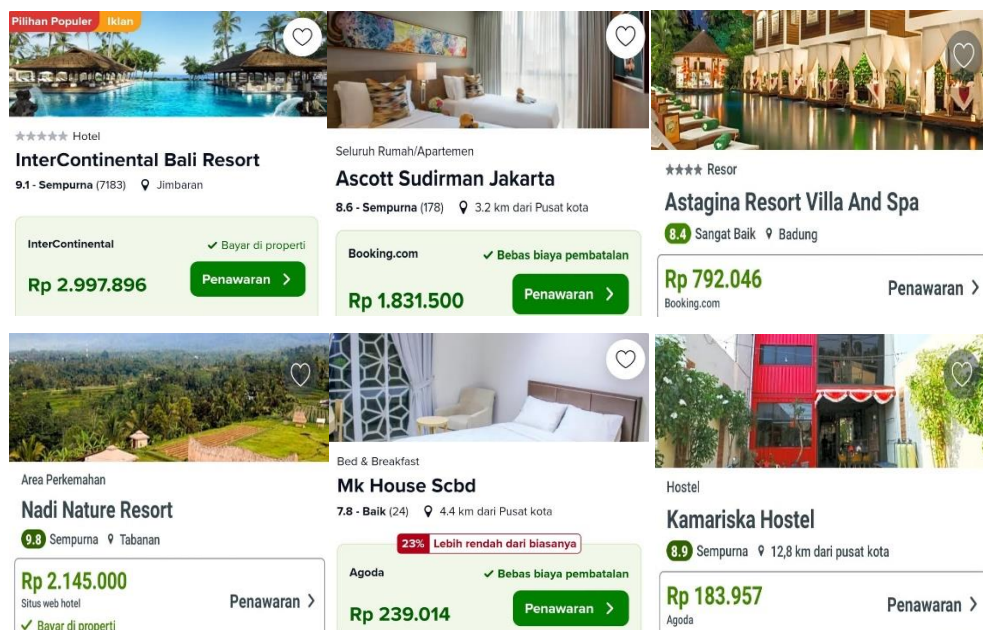 Pilihan Populer Iklan
★★★★★ Hotel
InterContinental Bali Resort
9.1 - Sempurna (7183) Jimbaran
InterContinental ✓ Bayar di properti
Rp 2.997.896 Penawaran >
Seluruh Rumah/Apartemen
Ascott Sudirman Jakarta
8.6 - Sempurna (178) 3.2 km dari Pusat kota
Booking.com ✓ Bebas biaya pembatalan
Rp 1.831.500 Penawaran >
★★★★ Resor
Astagina Resort Villa And Spa
8.4 Sangat Baik Badung
Rp 792.046 Penawaran >
Booking.com
Area Perkemahan
Nadi Nature Resort
9.8 Sempurna Tabanan
Rp 2.145.000
Situs web hotel Penawaran >
✓ Bayar di properti
Bed & Breakfast
Mk House Scbd
7.8 - Baik (24) 4.4 km dari Pusat kota
23% Lebih rendah dari biasanya
Agoda ✓ Bebas biaya pembatalan
Rp 239.014 Penawaran >
Hostel
Kamariska Hostel
8.9 Sempurna 12,8 km dari pusat kota
Rp 183.957 Penawaran >
Agoda